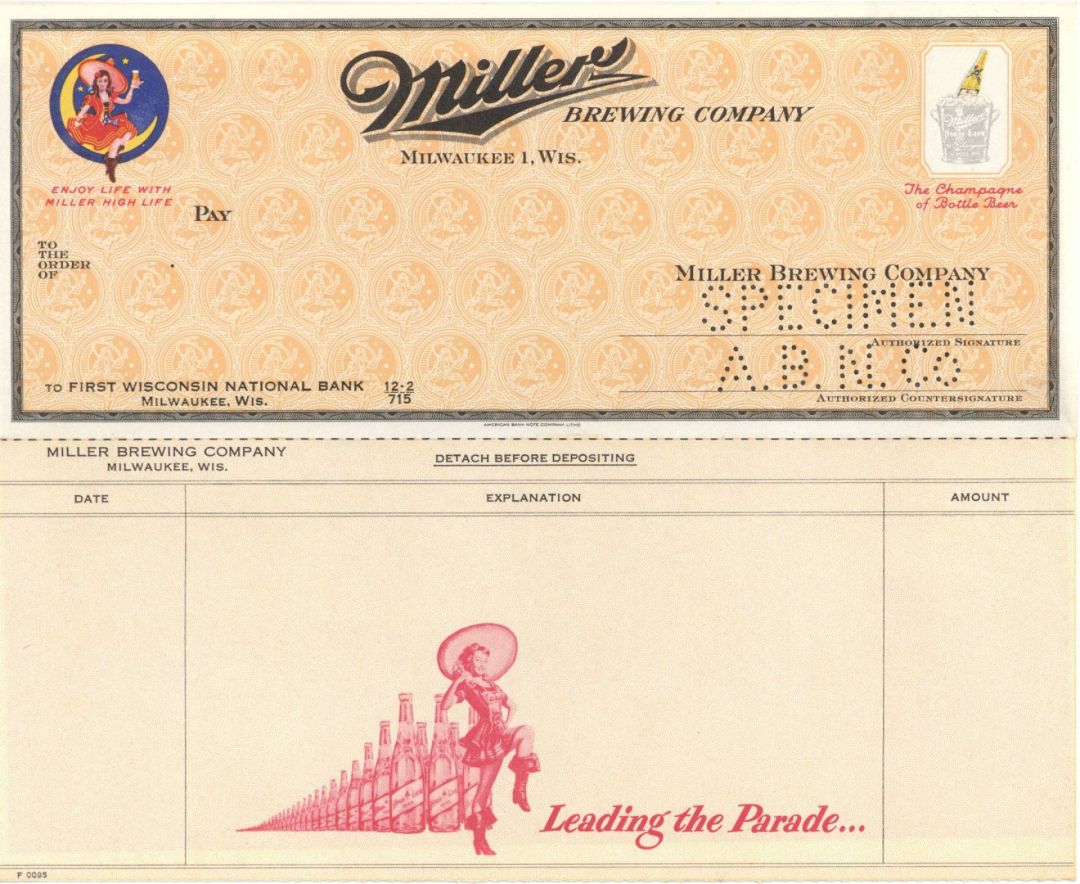 Miller
BREWING COMPANY
MILWAUKEE 1, WIS.
ENJOY LIFE WITH
MILLER HIGH LIFE
Miller
High Life
The Champagne
of Bottle Beer
PAY
TO
THE
ORDER
OF
MILLER BREWING COMPANY
SPECIMEN
AUTHORIZED SIGNATURE
A.B.N.Co
AUTHORIZED COUNTERSIGNATURE
TO FIRST WISCONSIN NATIONAL BANK 12-2
715
MILWAUKEE, WIS.
AMERICAN BANK NOTE COMPANY, LITHO
MILLER BREWING COMPANY
MILWAUKEE, WIS.
DETACH BEFORE DEPOSITING
DATE EXPLANATION AMOUNT
Leading the Parade...
F 0095